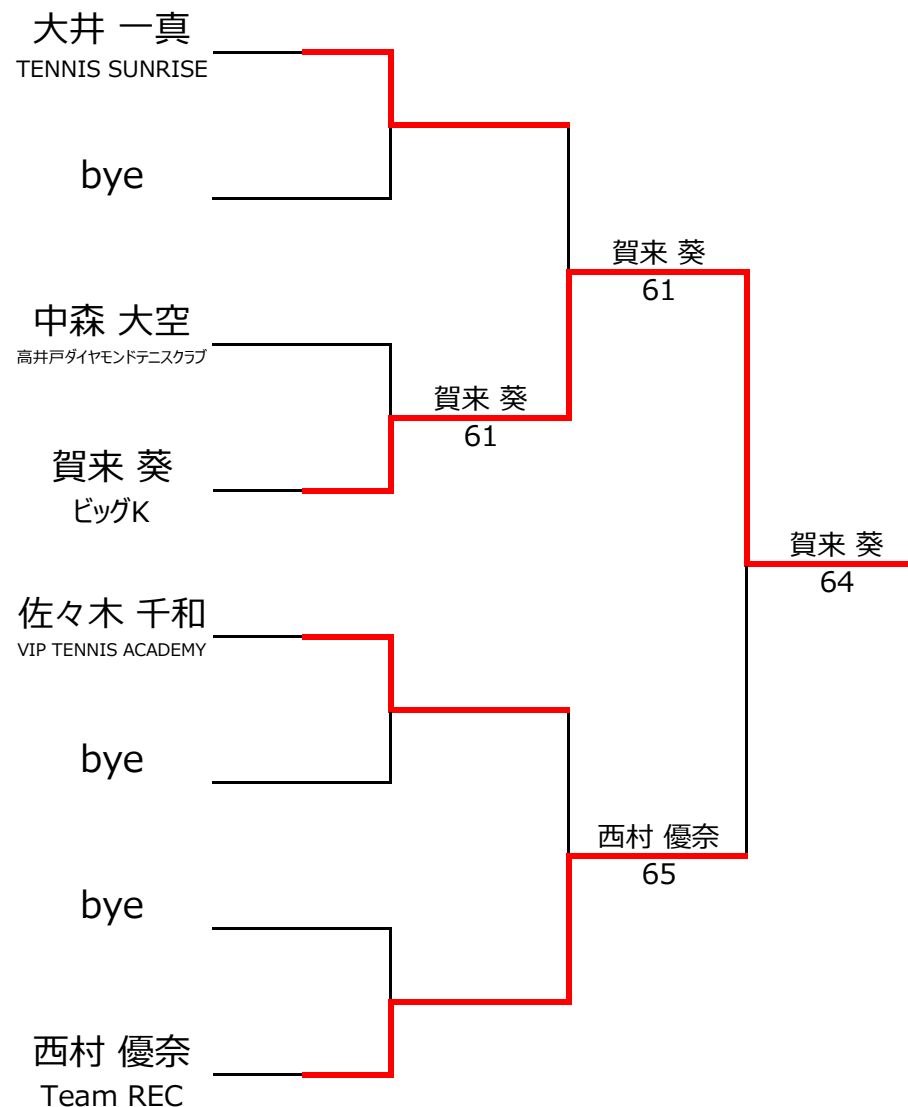 大井 一真
TENNIS SUNRISE
bye
賀来 葵
61
中森 大空
高井戸ダイヤモンドテニスクラブ
賀来 葵
61
賀来 葵
ビッグK
賀来 葵
64
佐々木 千和
VIP TENNIS ACADEMY
bye
西村 優奈
65
bye
西村 優奈
Team REC